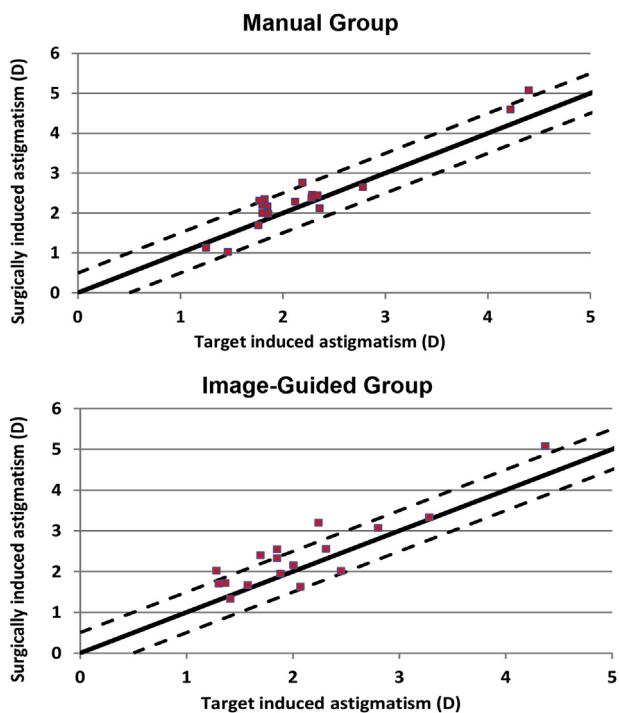 Manual Group
6
5
4
3
2
1
0
Surgically induced astigmatism (D)
0 1 2 3 4 5
Target induced astigmatism (D)
Image-Guided Group
6
5
4
3
2
1
0
Surgically induced astigmatism (D)
0 1 2 3 4 5
Target induced astigmatism (D)